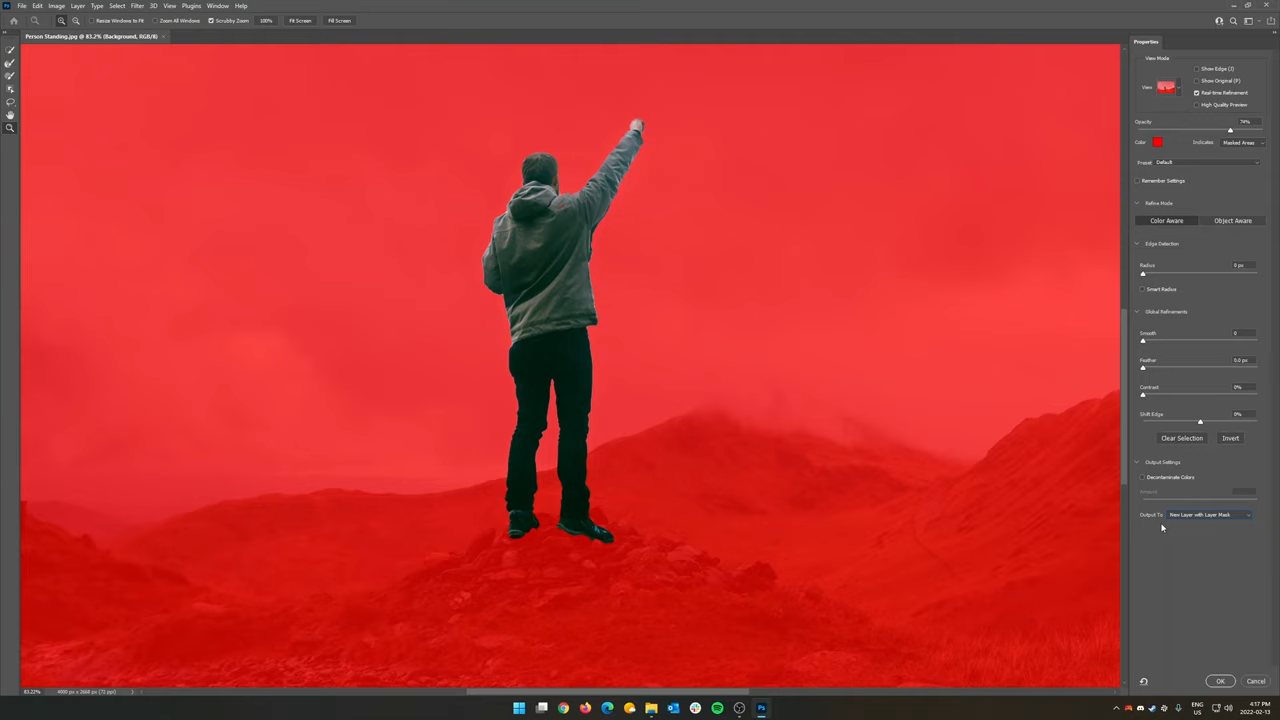 File Edit Image Layer Type Select Filter 3D View Plugins Window Help
Resize Windows to Fit Zoom All Windows Scrubby Zoom 100% Fit Screen Fill Screen
Person Standing.jpg @ 83.2% (Background, RGB/8) ×
Properties
View Mode
Show Edge (J)
Show Original (P)
View
Real-time Refinement
High Quality Preview
Opacity 74%
Color Indicates Masked Areas
Preset: Default
Remember Settings
Refine Mode
Color Aware Object Aware
Edge Detection
Radius 0 px
Smart Radius
Global Refinements
Smooth 0
Feather 0.0 px
Contrast 0%
Shift Edge 0%
Clear Selection Invert
Output Settings
Decontaminate Colors
Amount
Output To New Layer with Layer Mask
OK Cancel
83.22% 4000 px x 2668 px (72 ppi)
Ps
ENG
US
4:17 PM
2022-02-13